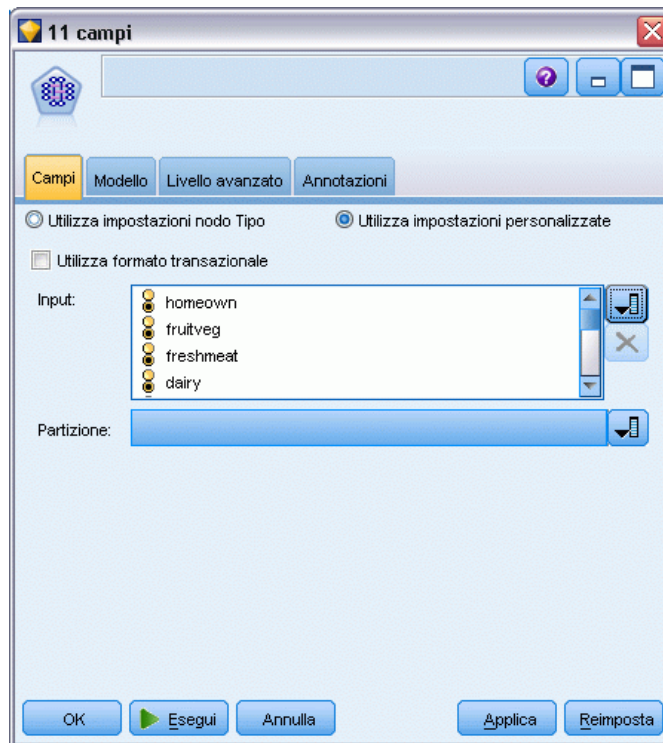 11 campi
Campi Modello Livello avanzato Annotazioni
Utilizza impostazioni nodo Tipo Utilizza impostazioni personalizzate
Utilizza formato transazionale
Input:
homeown
fruitveg
freshmeat
dairy
Partizione:
OK Esegui Annulla Applica Reimposta